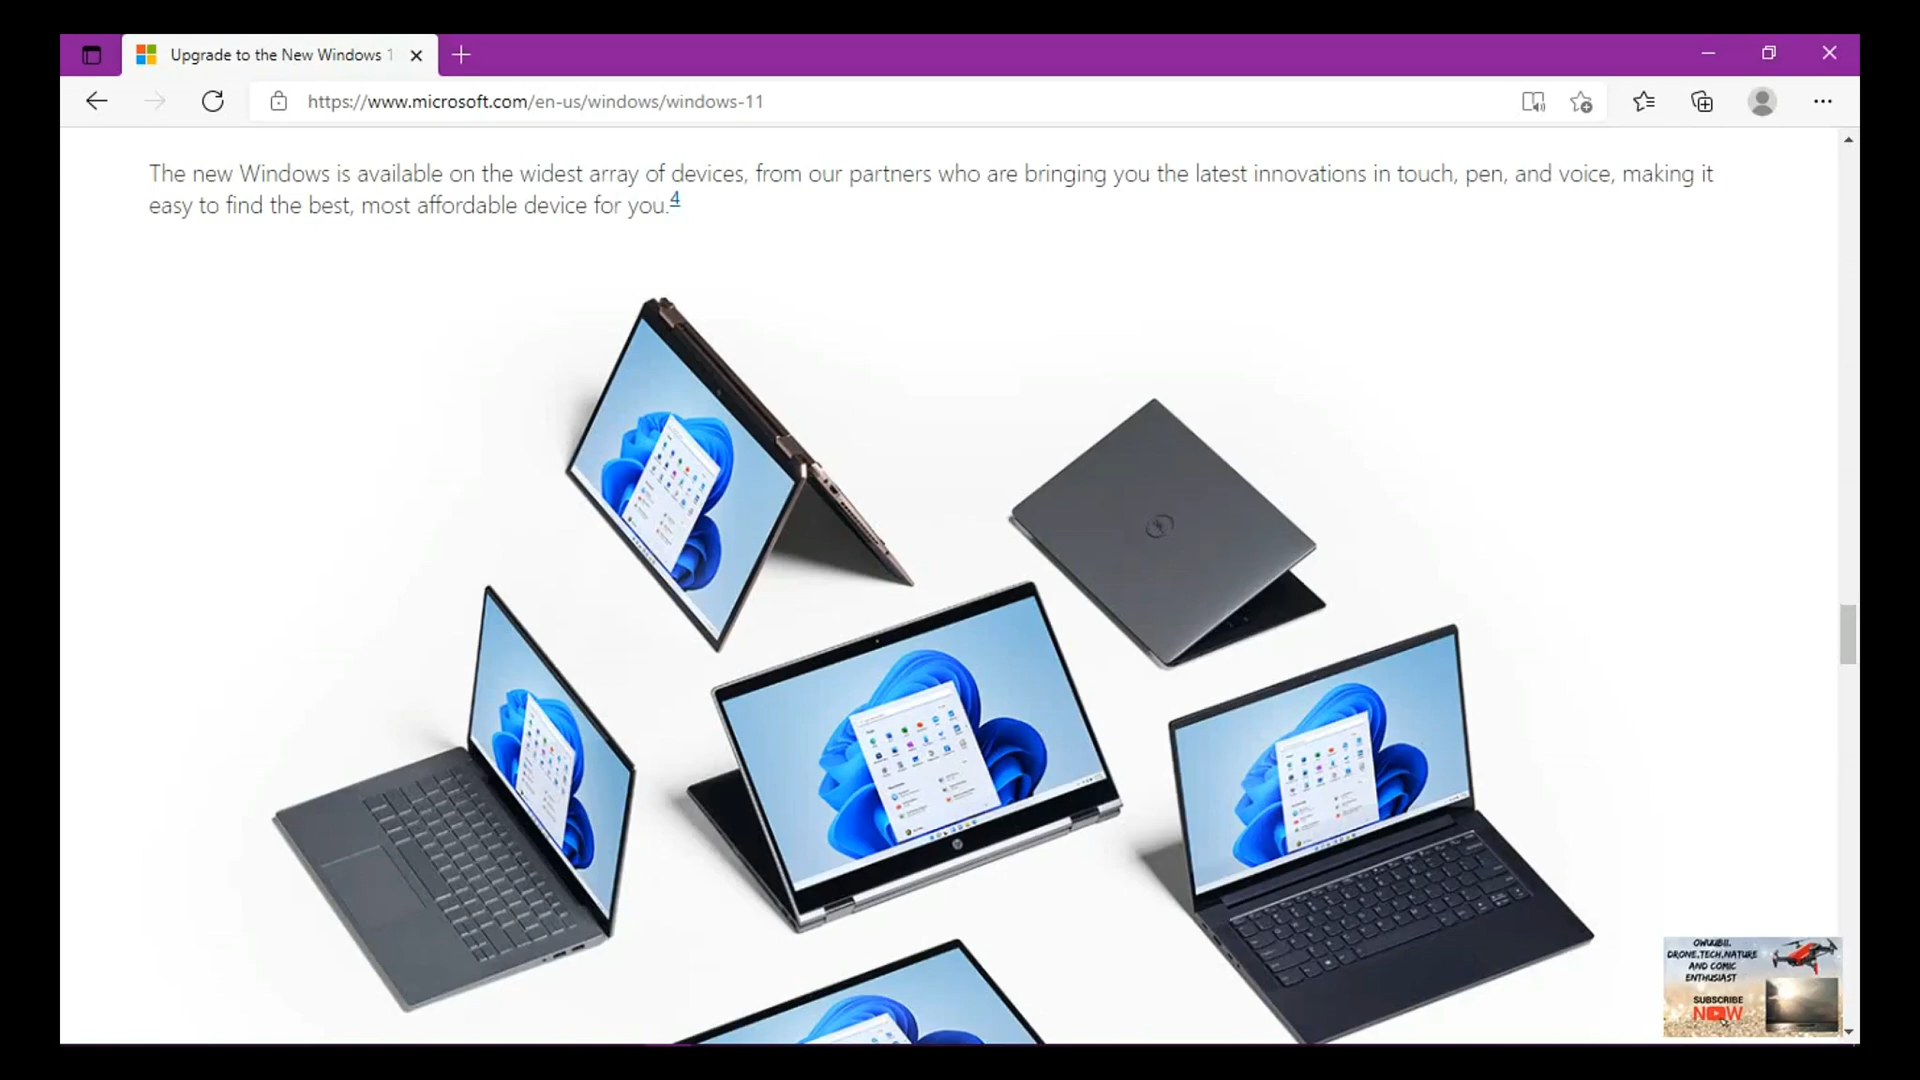 Upgrade to the New Windows 1
https://www.microsoft.com/en-us/windows/windows-11
The new Windows is available on the widest array of devices, from our partners who are bringing you the latest innovations in touch, pen, and voice, making it
easy to find the best, most affordable device for you.4
OWUUBII.
DRONE,TECH,NATURE
AND COMIC
ENTHUSIAST
SUBSCRIBE
NOW